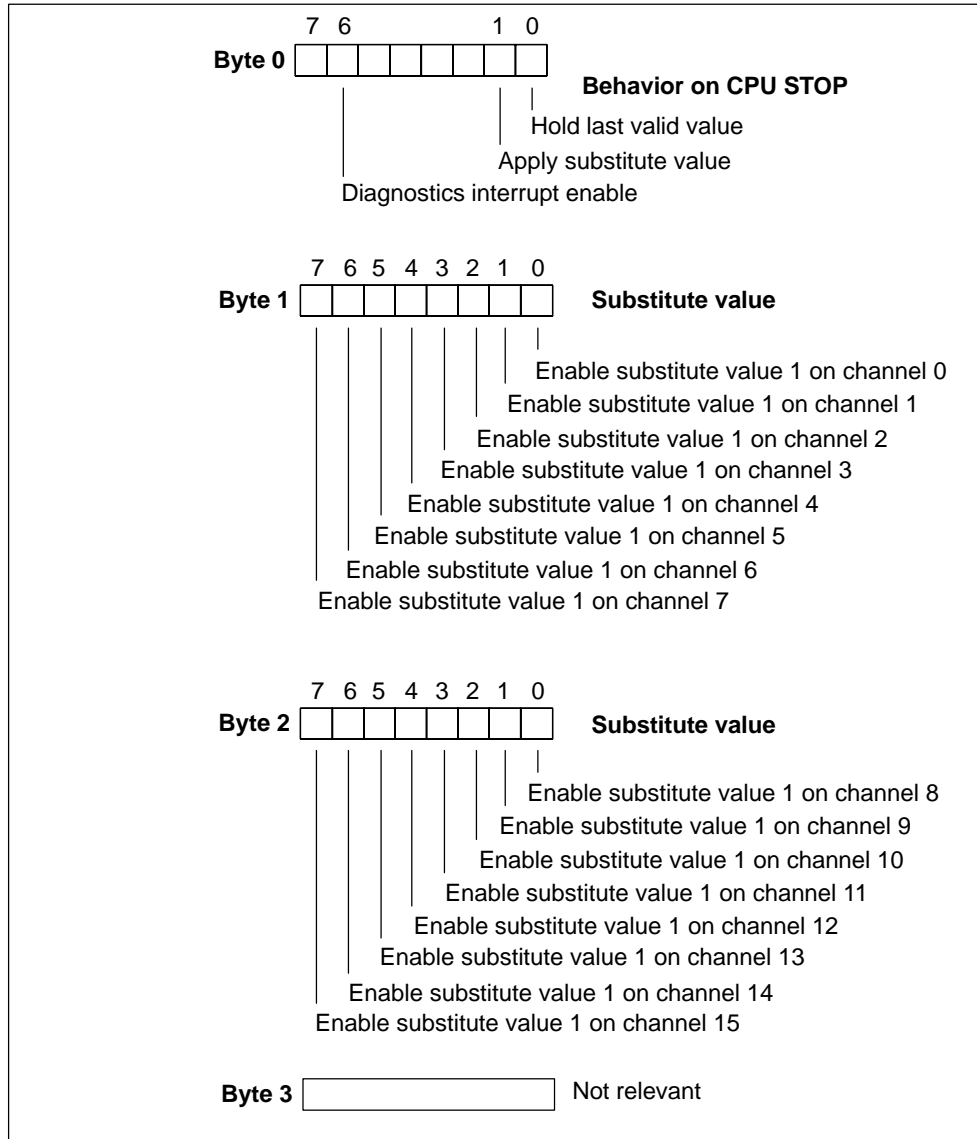 7 6 1 0
Byte 0
Behavior on CPU STOP
Hold last valid value
Apply substitute value
Diagnostics interrupt enable
7 6 5 4 3 2 1 0
Byte 1 Substitute value
Enable substitute value 1 on channel 0
Enable substitute value 1 on channel 1
Enable substitute value 1 on channel 2
Enable substitute value 1 on channel 3
Enable substitute value 1 on channel 4
Enable substitute value 1 on channel 5
Enable substitute value 1 on channel 6
Enable substitute value 1 on channel 7
7 6 5 4 3 2 1 0
Byte 2 Substitute value
Enable substitute value 1 on channel 8
Enable substitute value 1 on channel 9
Enable substitute value 1 on channel 10
Enable substitute value 1 on channel 11
Enable substitute value 1 on channel 12
Enable substitute value 1 on channel 13
Enable substitute value 1 on channel 14
Enable substitute value 1 on channel 15
Byte 3 Not relevant